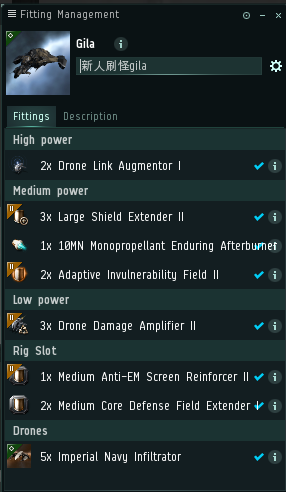 Fitting Management
Gila
新人刷怪gila
Fittings Description
High power
2x Drone Link Augmentor I
Medium power
3x Large Shield Extender II
1x 10MN Monopropellant Enduring Afterburner
2x Adaptive Invulnerability Field II
Low power
3x Drone Damage Amplifier II
Rig Slot
1x Medium Anti-EM Screen Reinforcer II
2x Medium Core Defense Field Extender
Drones
5x Imperial Navy Infiltrator